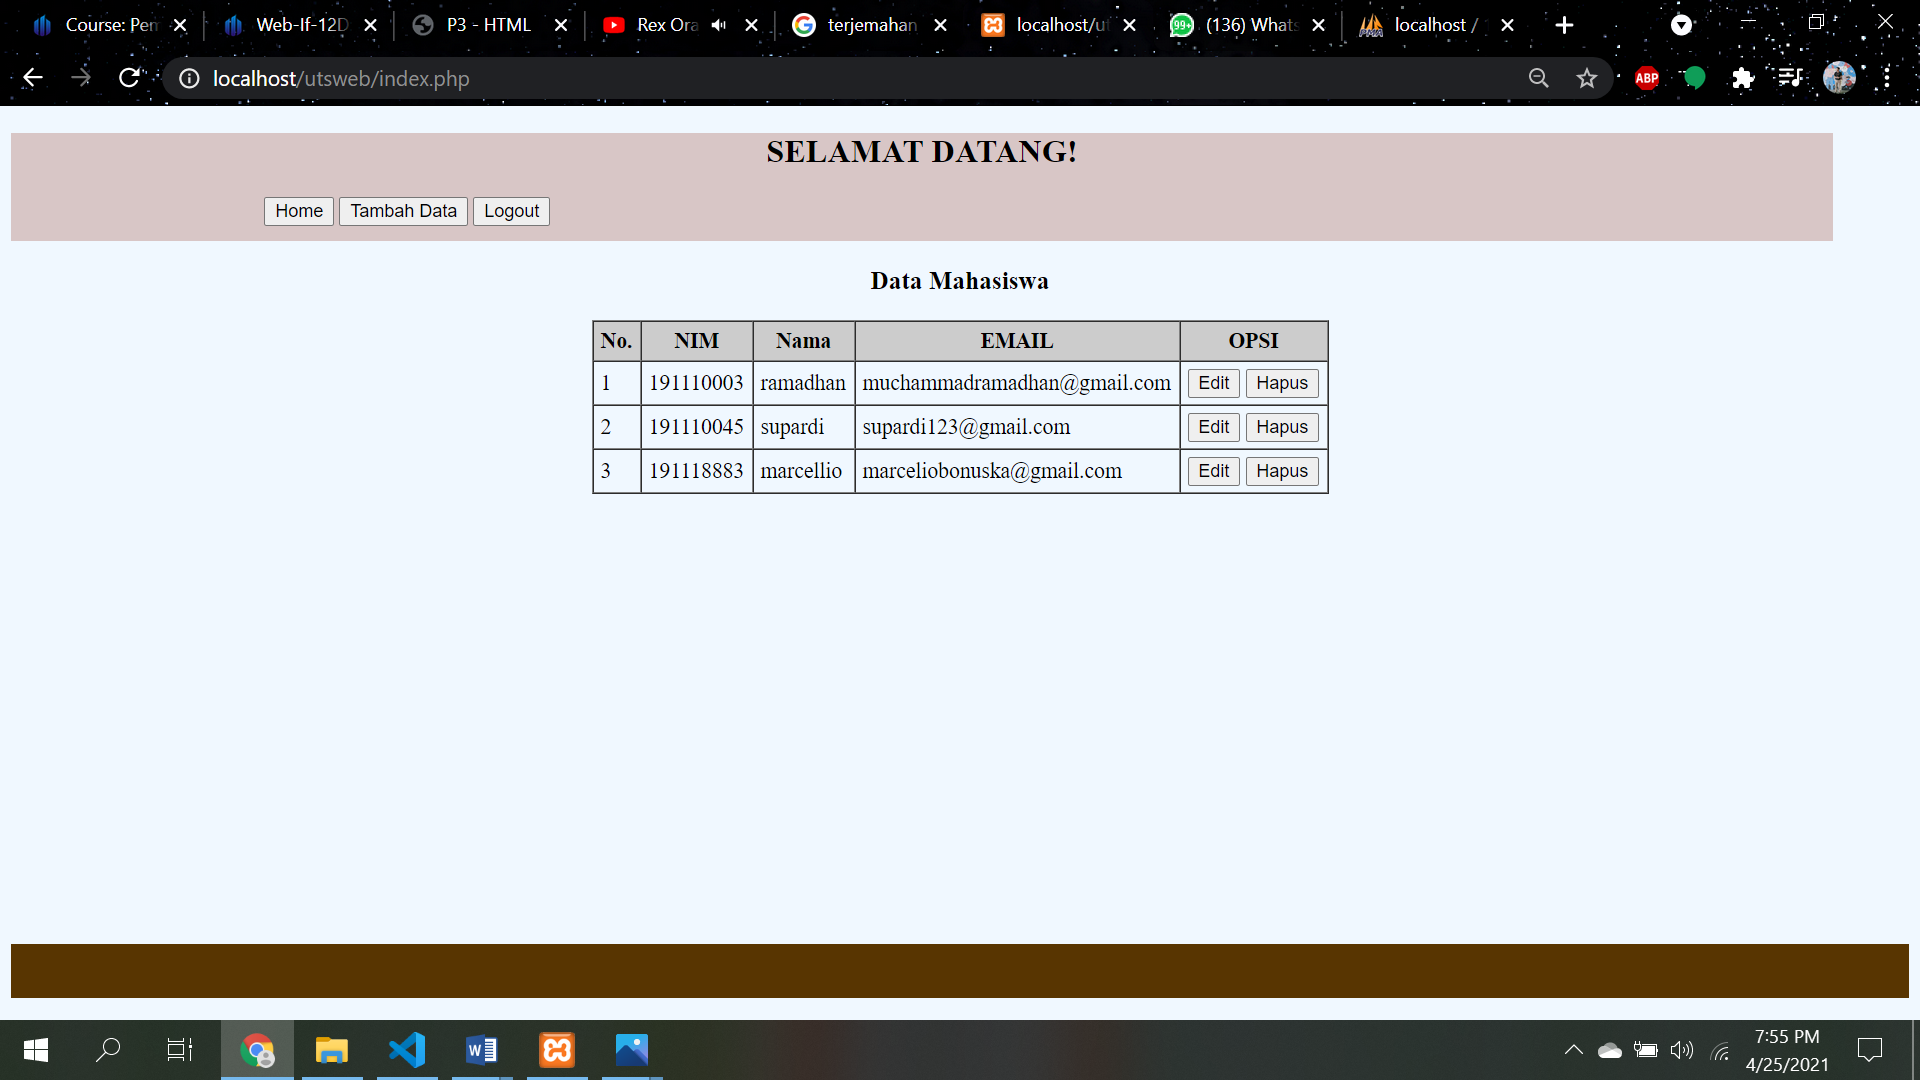 Course: Pem
Web-If-12D
P3 - HTML
Rex Ora
terjemahan
localhost/ut
99+
(136) Whats
localhost /
localhost/utsweb/index.php
ABP
SELAMAT DATANG!
Home Tambah Data Logout
Data Mahasiswa
No. NIM Nama EMAIL OPSI
1 191110003 ramadhan muchammadramadhan@gmail.com Edit Hapus
2 191110045 supardi supardi123@gmail.com Edit Hapus
3 191118883 marcellio marceliobonuska@gmail.com Edit Hapus
7:55 PM
4/25/2021